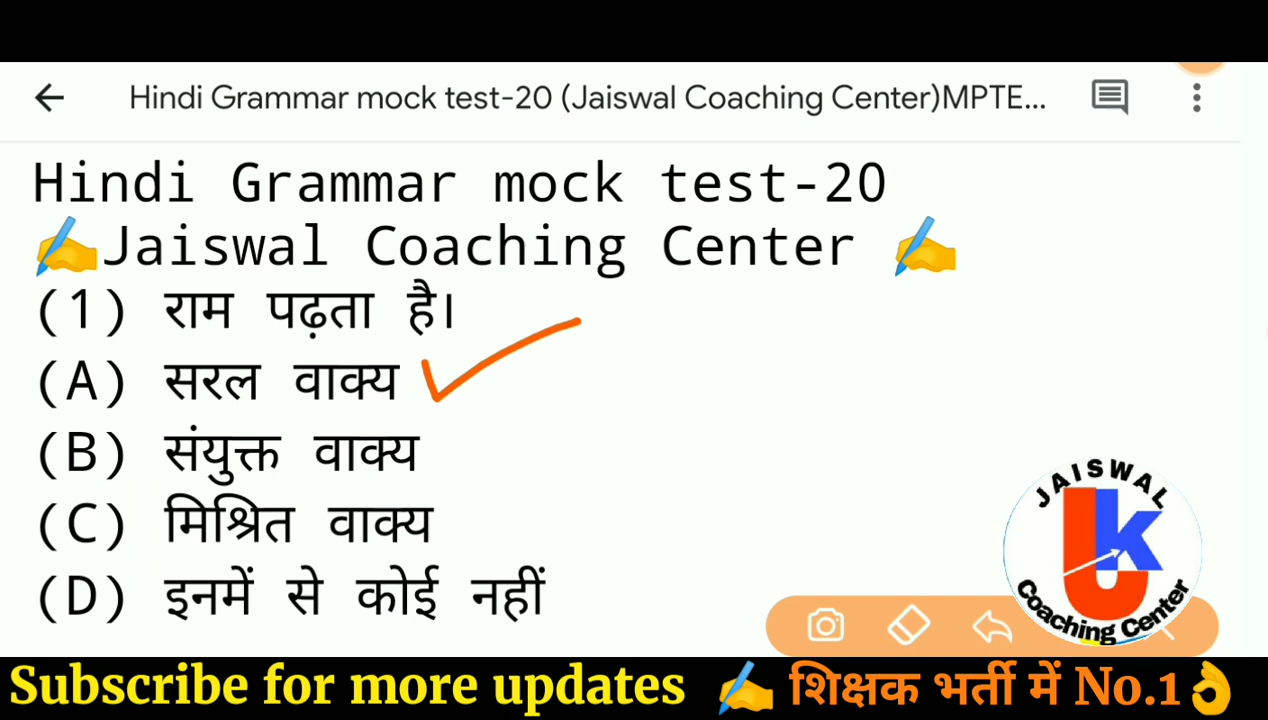 Hindi Grammar mock test-20 (Jaiswal Coaching Center)MPTE...
Hindi Grammar mock test-20
✍Jaiswal Coaching Center ✍
(1) राम पढ़ता है।
(A) सरल वाक्य
(B) संयुक्त वाक्य
(C) मिश्रित वाक्य
(D) इनमें से कोई नहीं
JAISWAL
Jk
Coaching Center
Subscribe for more updates ✍ शिक्षक भर्ती में No.1👌